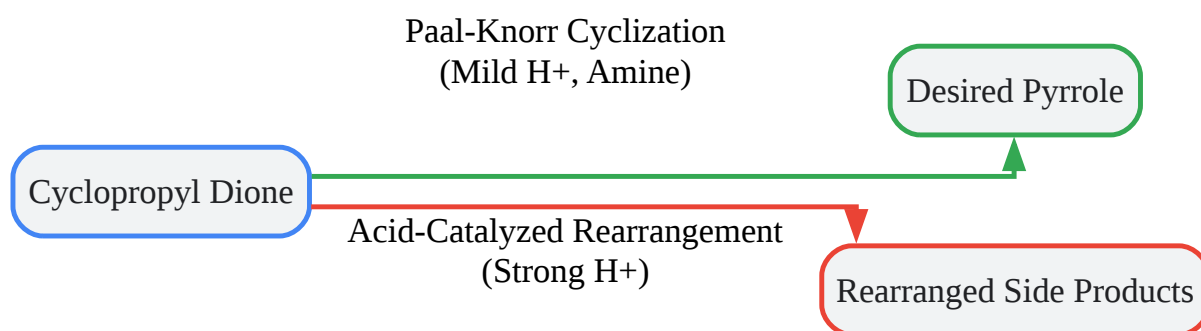 Paal-Knorr Cyclization
(Mild H+, Amine)
Desired Pyrrole
Cyclopropyl Dione
Acid-Catalyzed Rearrangement
(Strong H+)
Rearranged Side Products